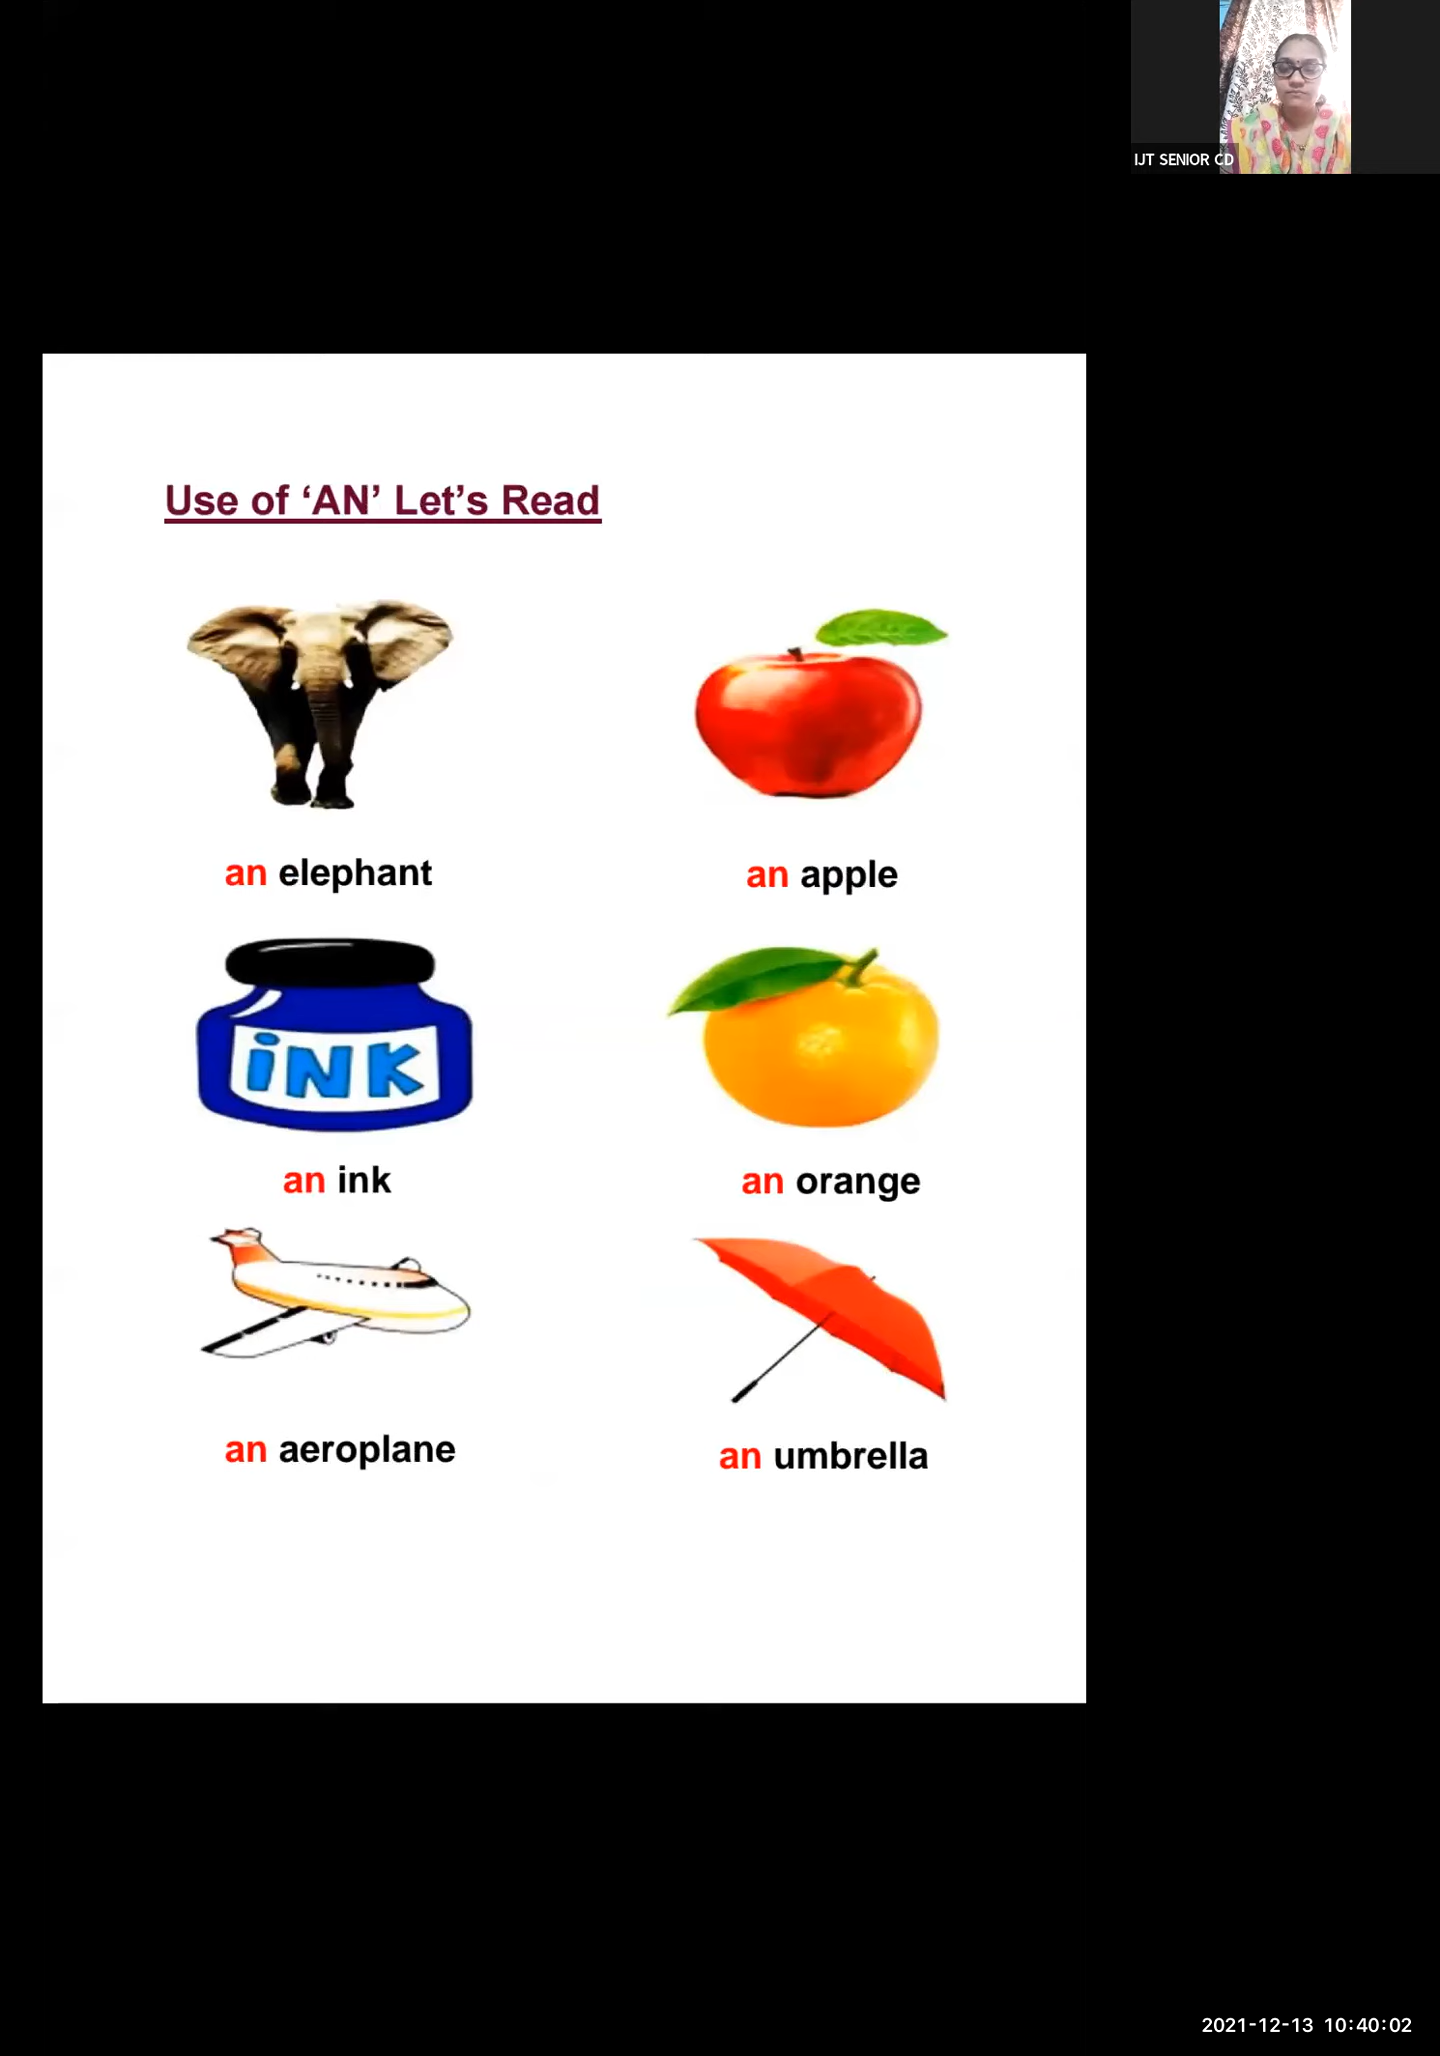 IJT SENIOR CD
Use of ‘AN’ Let’s Read
an elephant
an apple
INK
an ink
an orange
an aeroplane
an umbrella
2021-12-13 10:40:02